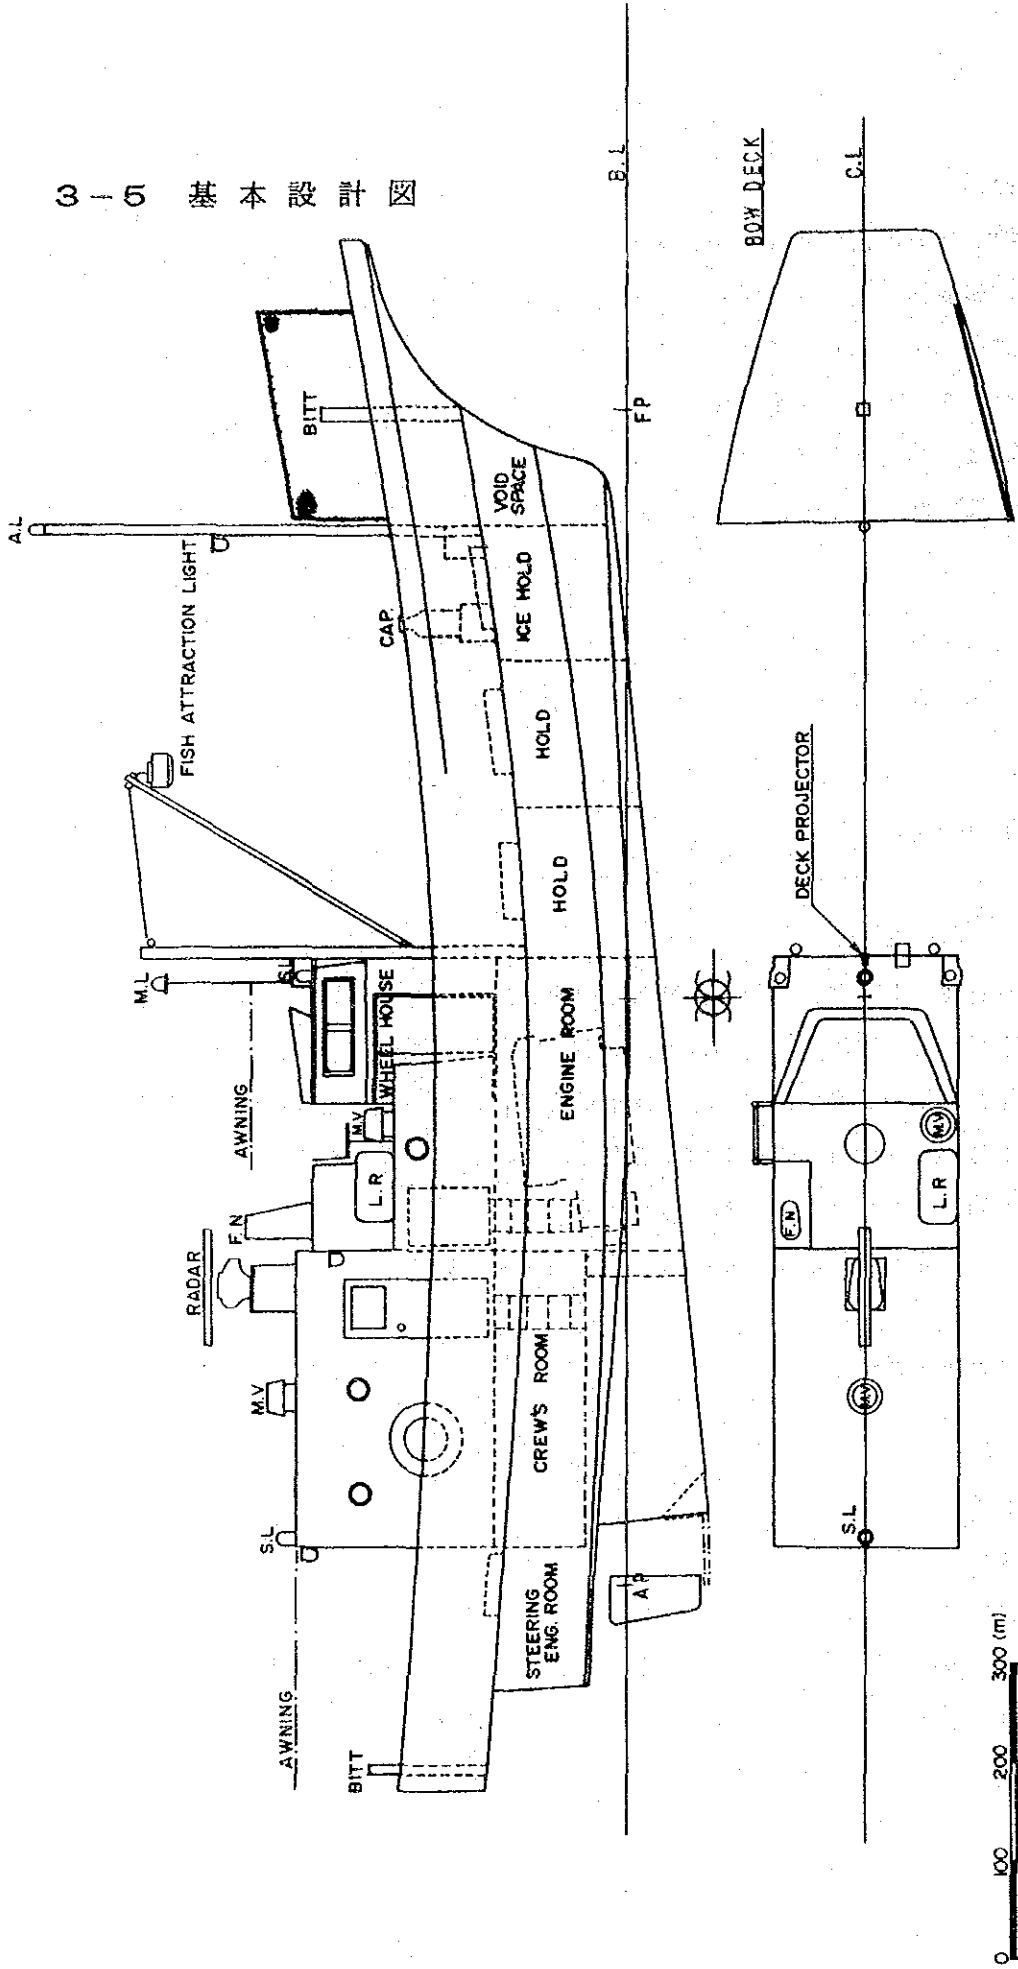 3-5 基本設計図
A.L
FISH ATTRACTION LIGHT
BITT
CAP.
VOID
SPACE
ICE HOLD
HOLD
HOLD
B.L
FP
M.L
S.L
AWNING
WHEEL HOUSE
M.V
L.R
F.N
RADAR
ENGINE ROOM
M.V
S.L
CREW'S ROOM
STEERING
ENG. ROOM
AWNING
BITT
AP
BOW DECK
C.L
DECK PROJECTOR
M.V
L.R
F.N
M.V
S.L
0 100 200 300 (m)